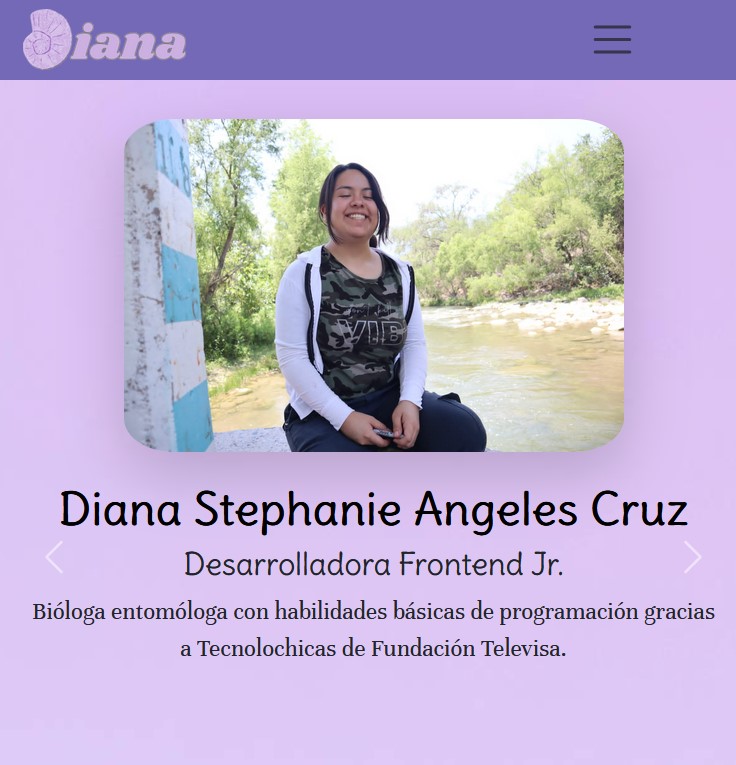 Diana
Diana Stephanie Angeles Cruz
Desarrolladora Frontend Jr.
Bióloga entomóloga con habilidades básicas de programación gracias
a Tecnolochicas de Fundación Televisa.